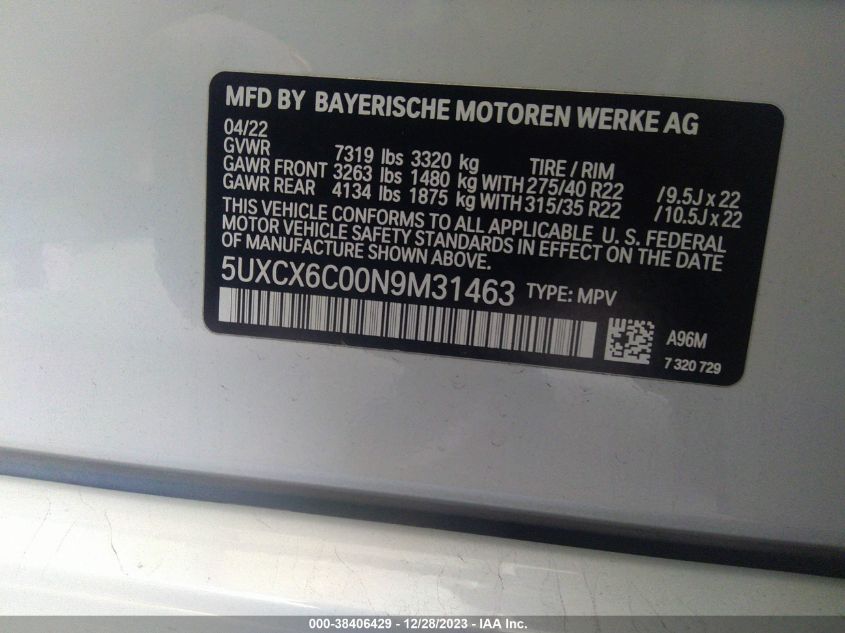 MFD BY BAYERISCHE MOTOREN WERKE AG
04/22
GVWR 7319 lbs 3320 kg TIRE / RIM
GAWR FRONT 3263 lbs 1480 kg WITH 275/40 R22 /9.5J x 22
GAWR REAR 4134 lbs 1875 kg WITH 315/35 R22 /10.5J x 22
THIS VEHICLE CONFORMS TO ALL APPLICABLE U. S. FEDERAL
MOTOR VEHICLE SAFETY STANDARDS IN EFFECT ON THE DATE
OF MANUFACTURE SHOWN ABOVE.
5UXCX6C00N9M31463 TYPE: MPV
A96M
7 320 729
000-38406429 - 12/28/2023 - IAA Inc.